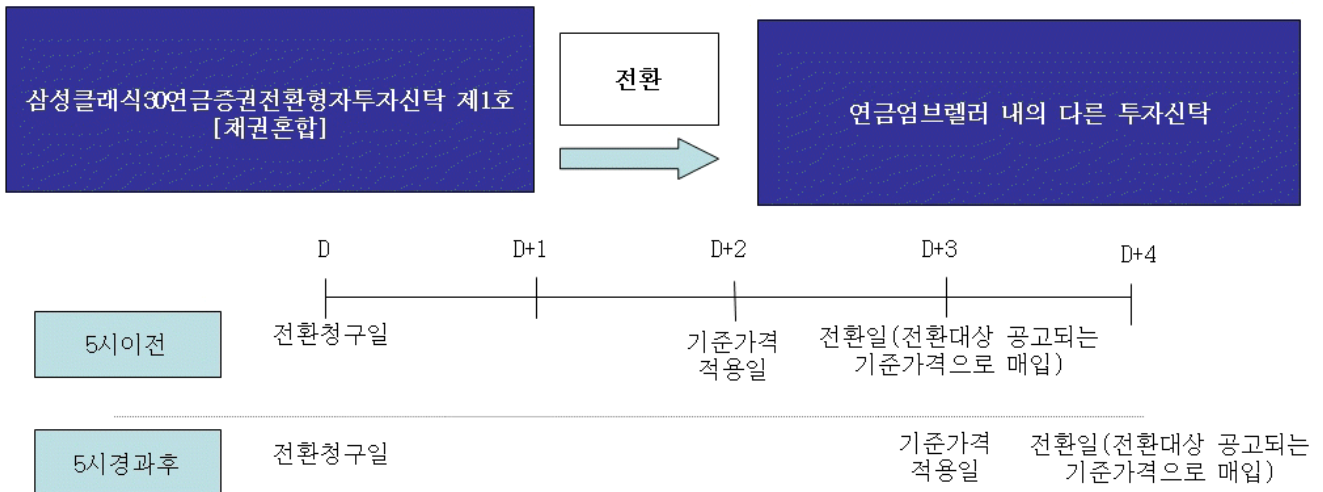 삼성클래식30연금증권전환형자투자신탁 제1호
[채권혼합]
전환
연금엄브렐러 내의 다른 투자신탁
D
D+1
D+2
D+3
D+4
5시이전
전환청구일
기준가격
적용일
전환일(전환대상 공고되는
기준가격으로 매입)
5시경과후
전환청구일
기준가격
적용일
전환일(전환대상 공고되는
기준가격으로 매입)